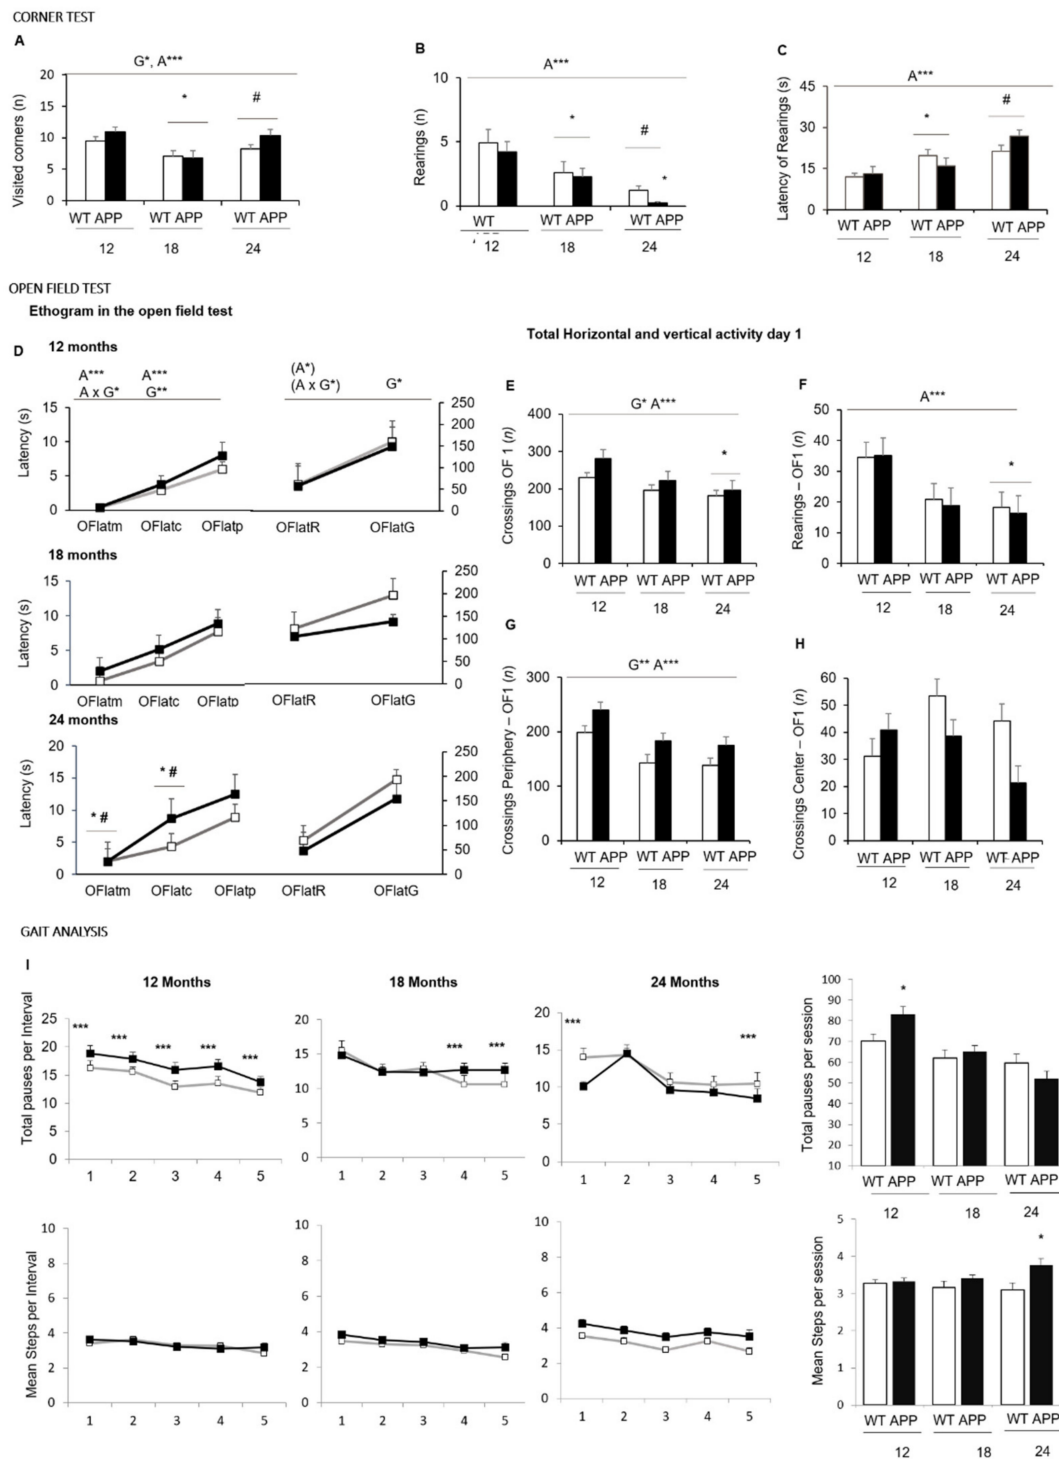 CORNER TEST
A
G*, A***
Visited corners (n)
20
15
10
5
0
*
#
WT APP
WT APP
WT APP
12
18
24
B
A***
Rearings (n)
10
5
0
*
#
*
WT
WT APP
WT APP
12
18
24
C
A***
Latency of Rearings (s)
45
30
15
0
*
#
WT APP
WT APP
WT APP
12
18
24
OPEN FIELD TEST
Ethogram in the open field test
Total Horizontal and vertical activity day 1
D
12 months
A***
A x G*
A***
G**
(A*)
(A x G*)
G*
Latency (s)
15
10
5
0
250
200
150
100
50
0
OFlatm
OFlatc
OFlatp
OFlatR
OFlatG
18 months
Latency (s)
15
10
5
0
250
200
150
100
50
0
OFlatm
OFlatc
OFlatp
OFlatR
OFlatG
24 months
Latency (s)
20
15
10
5
0
* #
* #
250
200
150
100
50
0
OFlatm
OFlatc
OFlatp
OFlatR
OFlatG
E
G* A***
Crossings OF 1 (n)
400
300
200
100
0
*
WT APP
WT APP
WT APP
12
18
24
F
A***
Rearings – OF1 (n)
50
40
30
20
10
0
*
WT APP
WT APP
WT APP
12
18
24
G
G** A***
Crossings Periphery – OF1 (n)
300
200
100
0
WT APP
WT APP
WT APP
12
18
24
H
Crossings Center – OF1 (n)
60
50
40
30
20
10
0
WT APP
WT APP
WT APP
12
18
24
GAIT ANALYSIS
I
12 Months
Total pauses per Interval
25
20
15
10
5
0
***
***
***
***
***
1 2 3 4 5
18 Months
20
15
10
5
0
***
***
1 2 3 4 5
24 Months
20
15
10
5
0
***
***
1 2 3 4 5
Total pauses per session
100
90
80
70
60
50
40
30
20
10
*
WT APP
WT APP
WT APP
12
18
24
Mean Steps per Interval
10
8
6
4
2
0
1 2 3 4 5
10
8
6
4
2
0
1 2 3 4 5
10
8
6
4
2
0
1 2 3 4 5
Mean Steps per session
5
4
3
2
1
0
*
WT APP
WT APP
WT APP
12
18
24